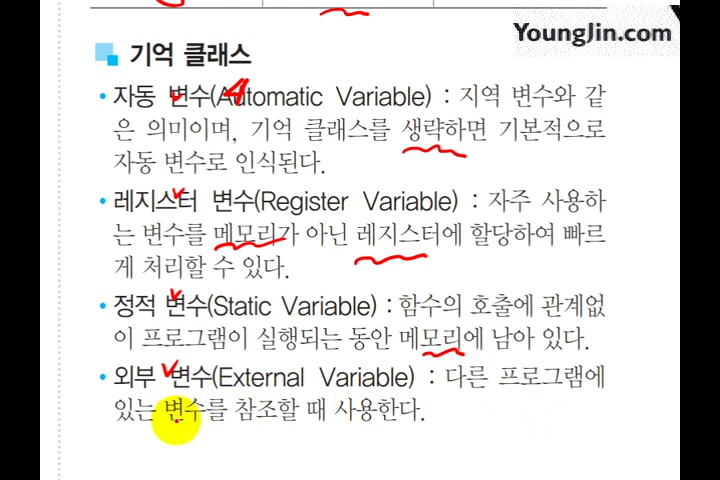 YoungJin.com
기억 클래스
• 자동 변수(Automatic Variable) : 지역 변수와 같
은 의미이며, 기억 클래스를 생략하면 기본적으로
자동 변수로 인식된다.
• 레지스터 변수(Register Variable) : 자주 사용하
는 변수를 메모리가 아닌 레지스터에 할당하여 빠르
게 처리할 수 있다.
• 정적 변수(Static Variable) : 함수의 호출에 관계없
이 프로그램이 실행되는 동안 메모리에 남아 있다.
• 외부 변수(External Variable) : 다른 프로그램에
있는 변수를 참조할 때 사용한다.
4